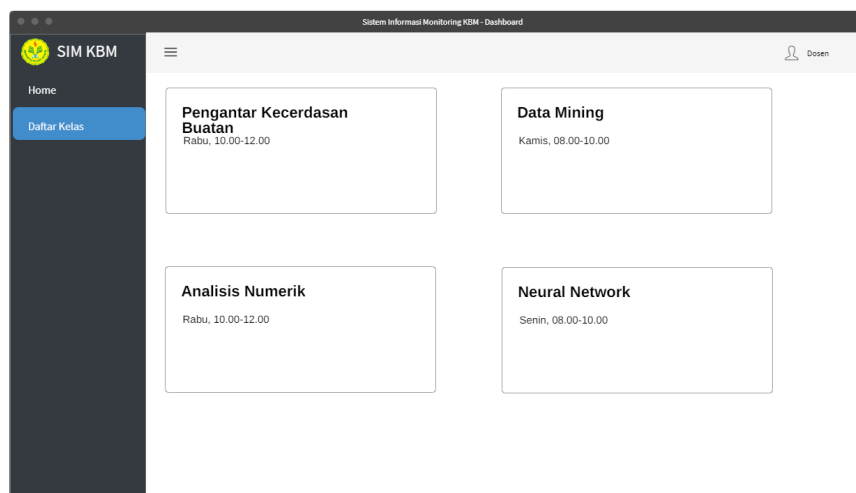 Sistem Informasi Monitoring KBM - Dashboard
SIM KBM
Dosen
Home
Daftar Kelas
Pengantar Kecerdasan
Buatan
Rabu, 10.00-12.00
Data Mining
Kamis, 08.00-10.00
Analisis Numerik
Rabu, 10.00-12.00
Neural Network
Senin, 08.00-10.00